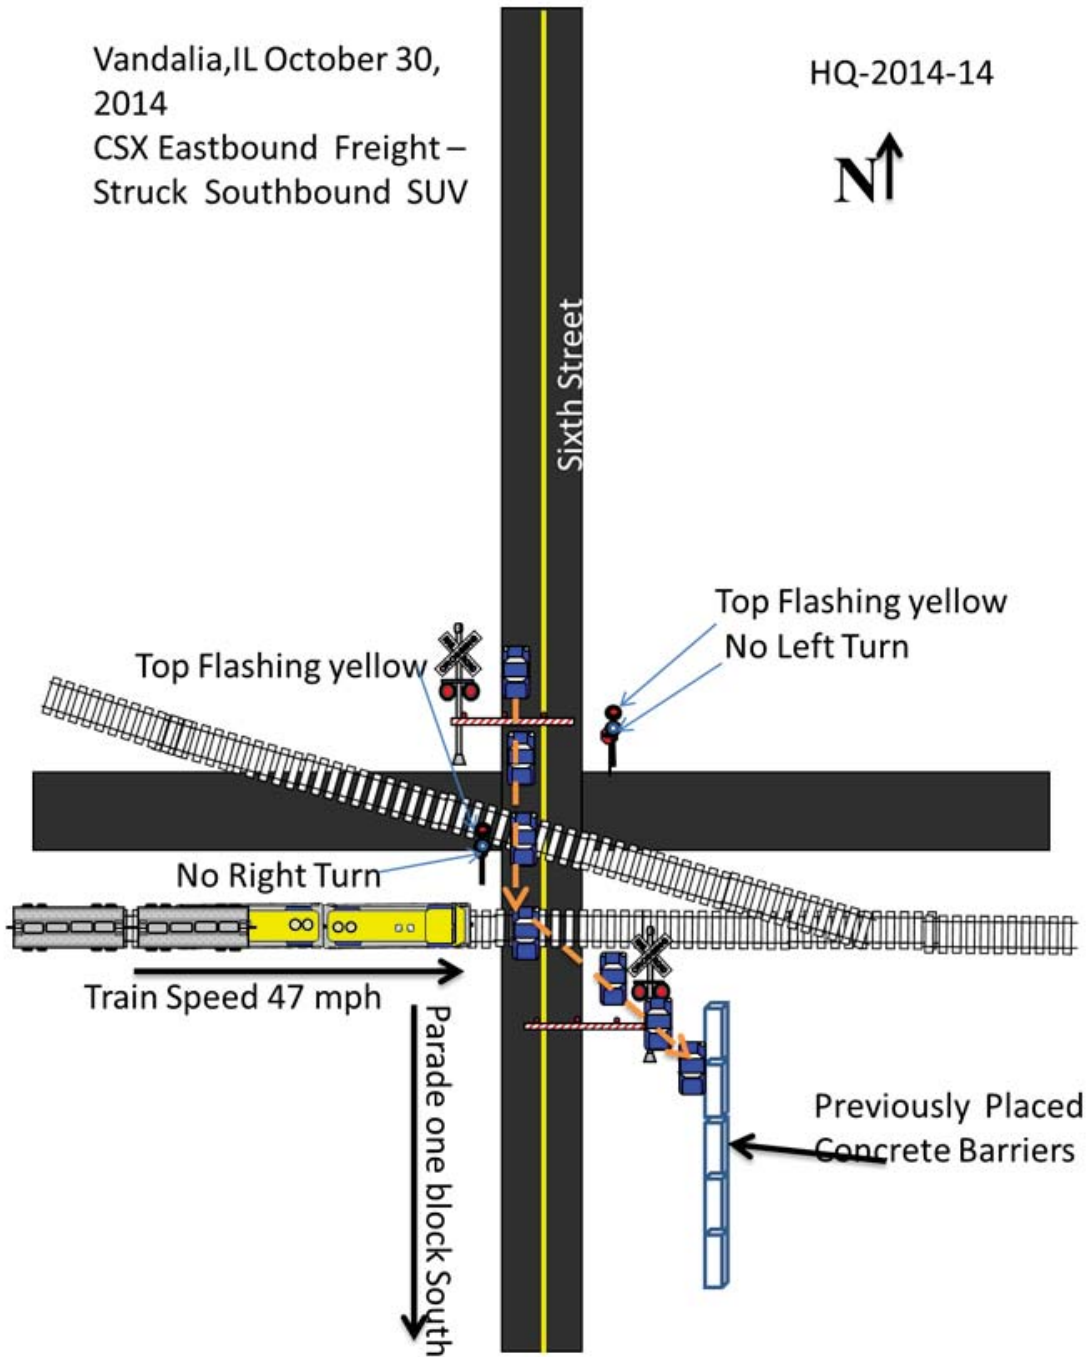 Vandalia,IL October 30,
2014
CSX Eastbound Freight –
Struck Southbound SUV
HQ-2014-14
N
Sixth Street
Top Flashing yellow
No Left Turn
Top Flashing yellow
No Right Turn
Train Speed 47 mph
Parade one block South
Previously Placed
Concrete Barriers